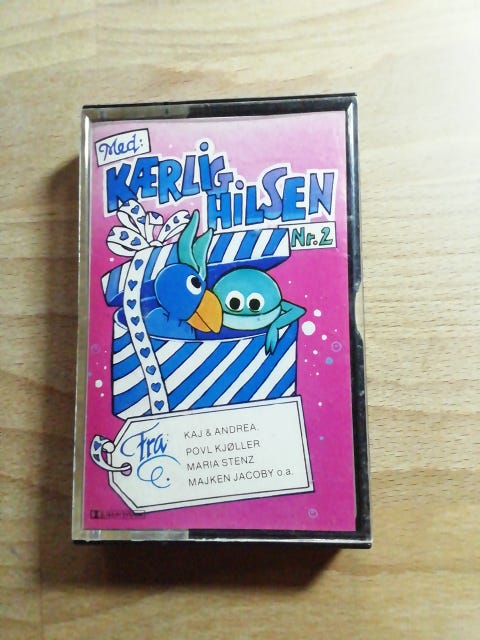 Med:
KÆRLIG
HILSEN
Nr.2
Fra:
KAJ & ANDREA.
POVL KJØLLER
MARIA STENZ
MAJKEN JACOBY o.a.